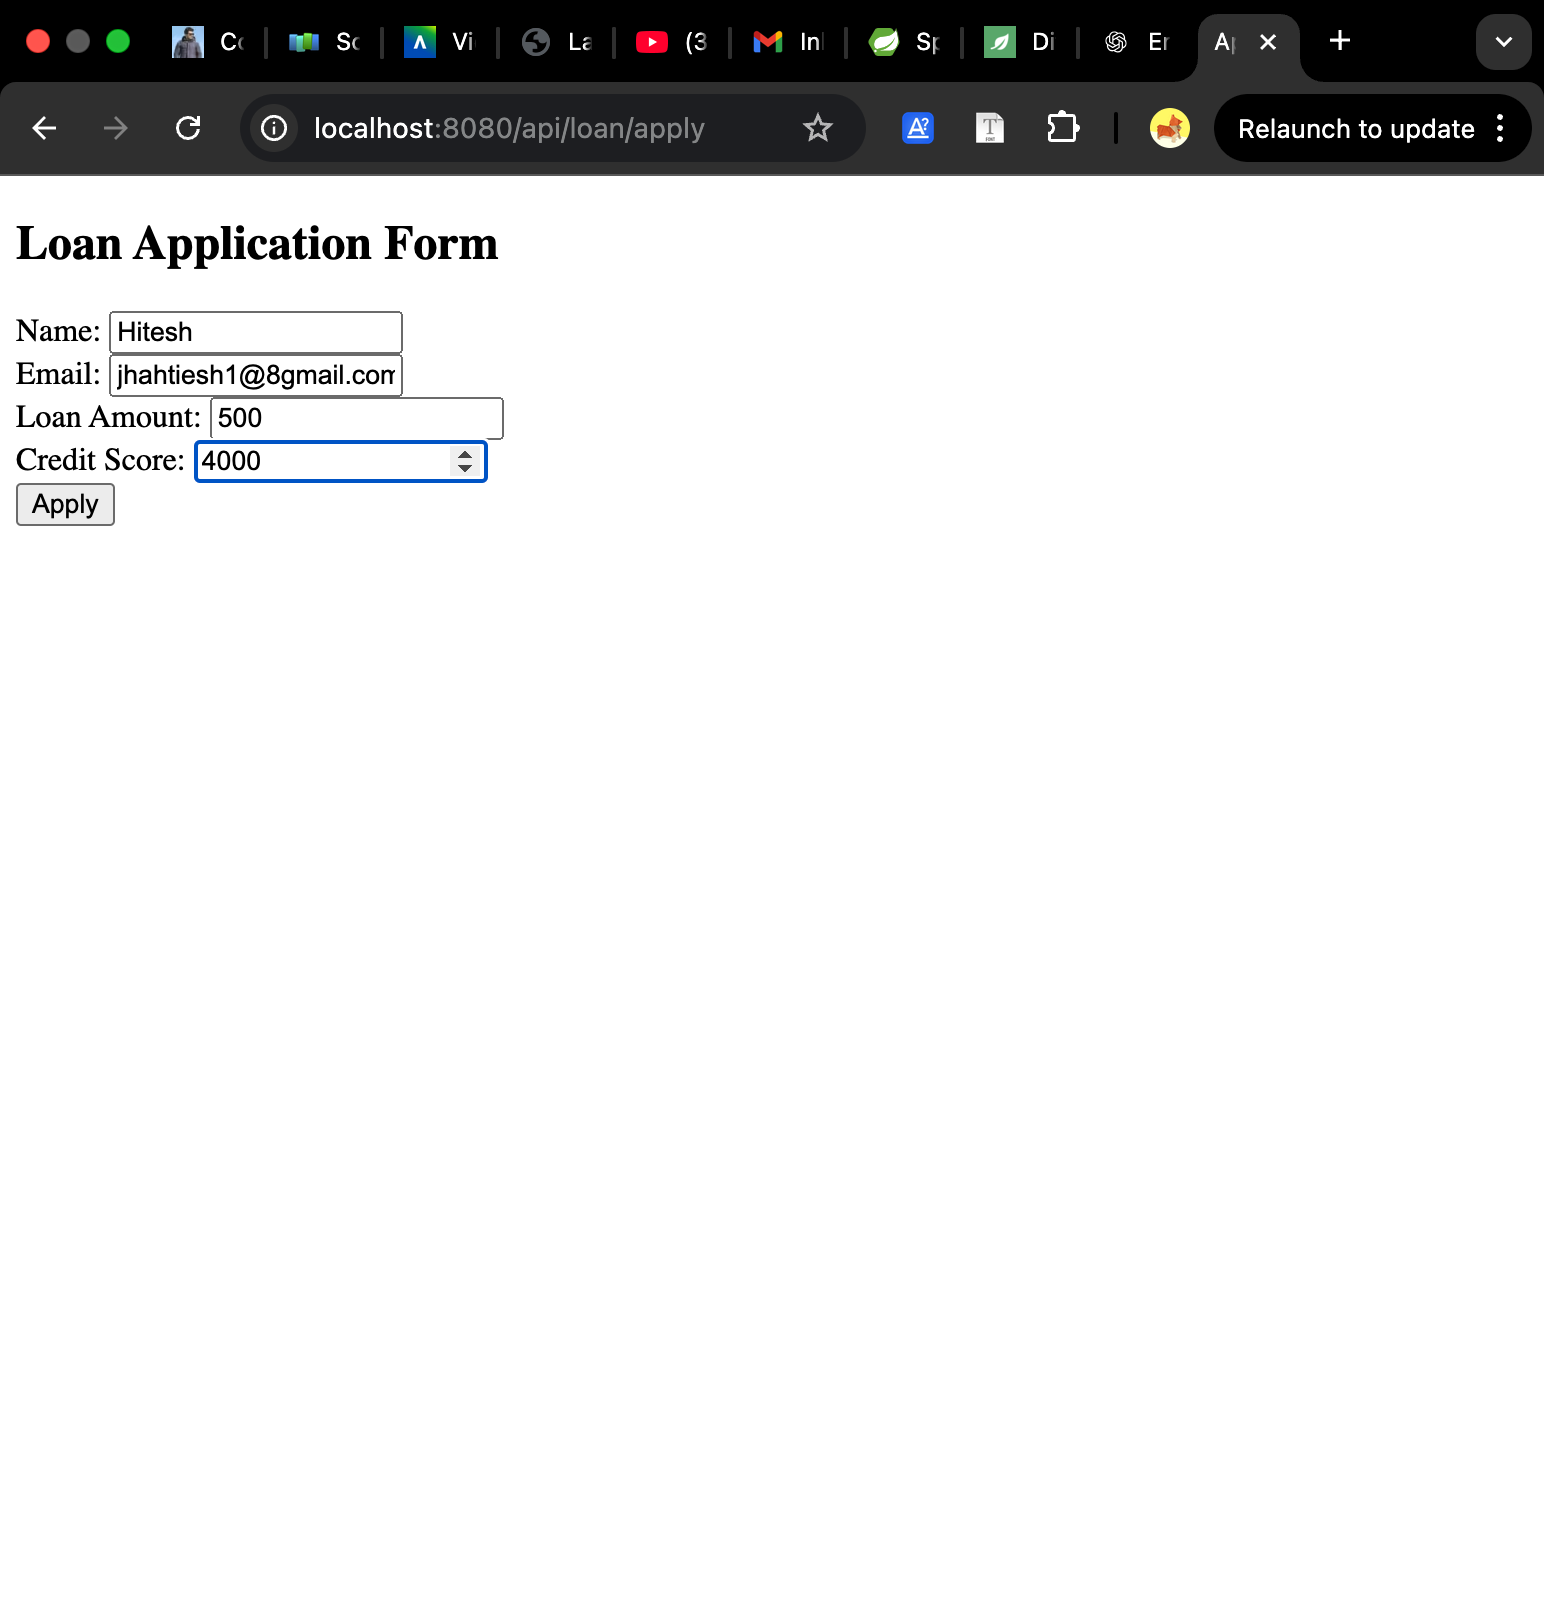 Co Sc Vi La (3 In Sp Di Er Ap
localhost:8080/api/loan/apply Relaunch to update
Loan Application Form
Name: Hitesh
Email: jhahtiesh1@8gmail.com
Loan Amount: 500
Credit Score: 4000
Apply